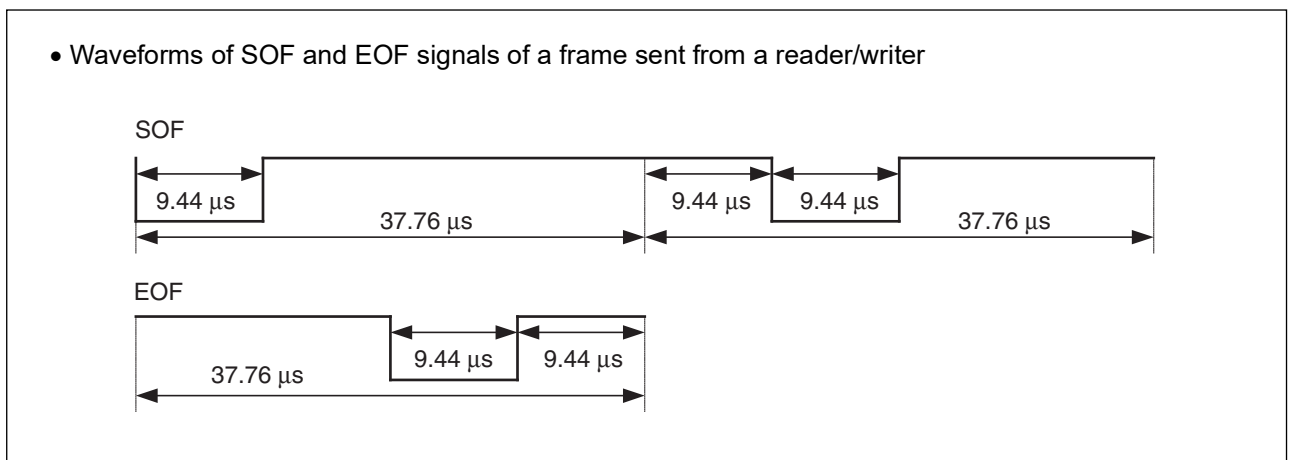 • Waveforms of SOF and EOF signals of a frame sent from a reader/writer
SOF
9.44 μs 9.44 μs 9.44 μs
37.76 μs 37.76 μs
EOF
9.44 μs 9.44 μs
37.76 μs